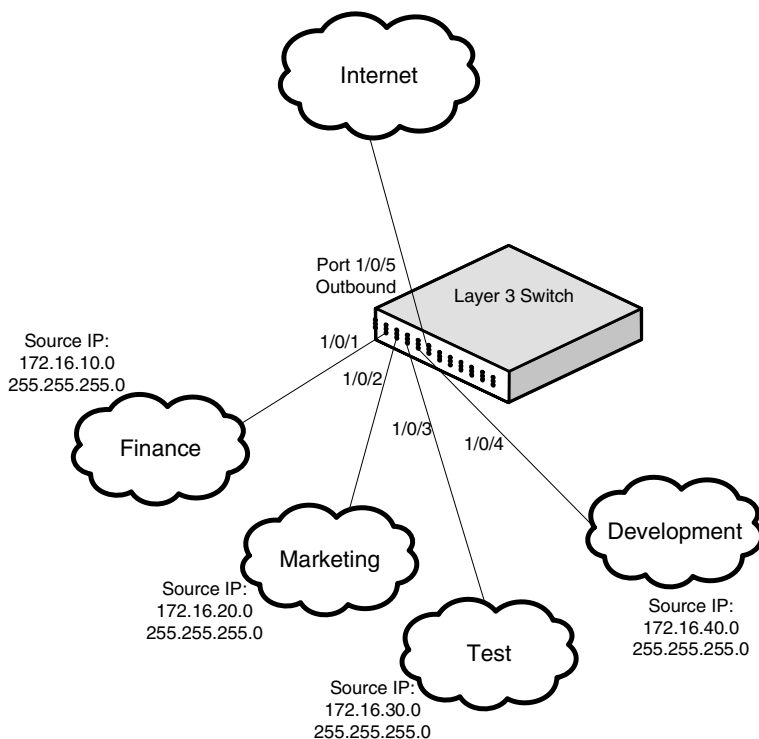 Internet
Port 1/0/5
Outbound
Layer 3 Switch
Source IP:
172.16.10.0
255.255.255.0
1/0/1
1/0/2
1/0/3
1/0/4
Finance
Marketing
Development
Source IP:
172.16.20.0
255.255.255.0
Test
Source IP:
172.16.40.0
255.255.255.0
Source IP:
172.16.30.0
255.255.255.0